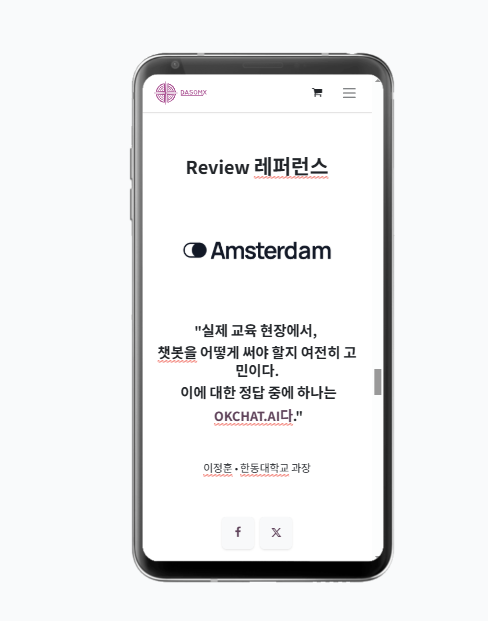 DASOMX
Review 레퍼런스
Amsterdam
"실제 교육 현장에서,
챗봇을 어떻게 써야 할지 여전히 고
민이다.
이에 대한 정답 중에 하나는
OKCHAT.AI다."
이정훈 • 한동대학교 과장